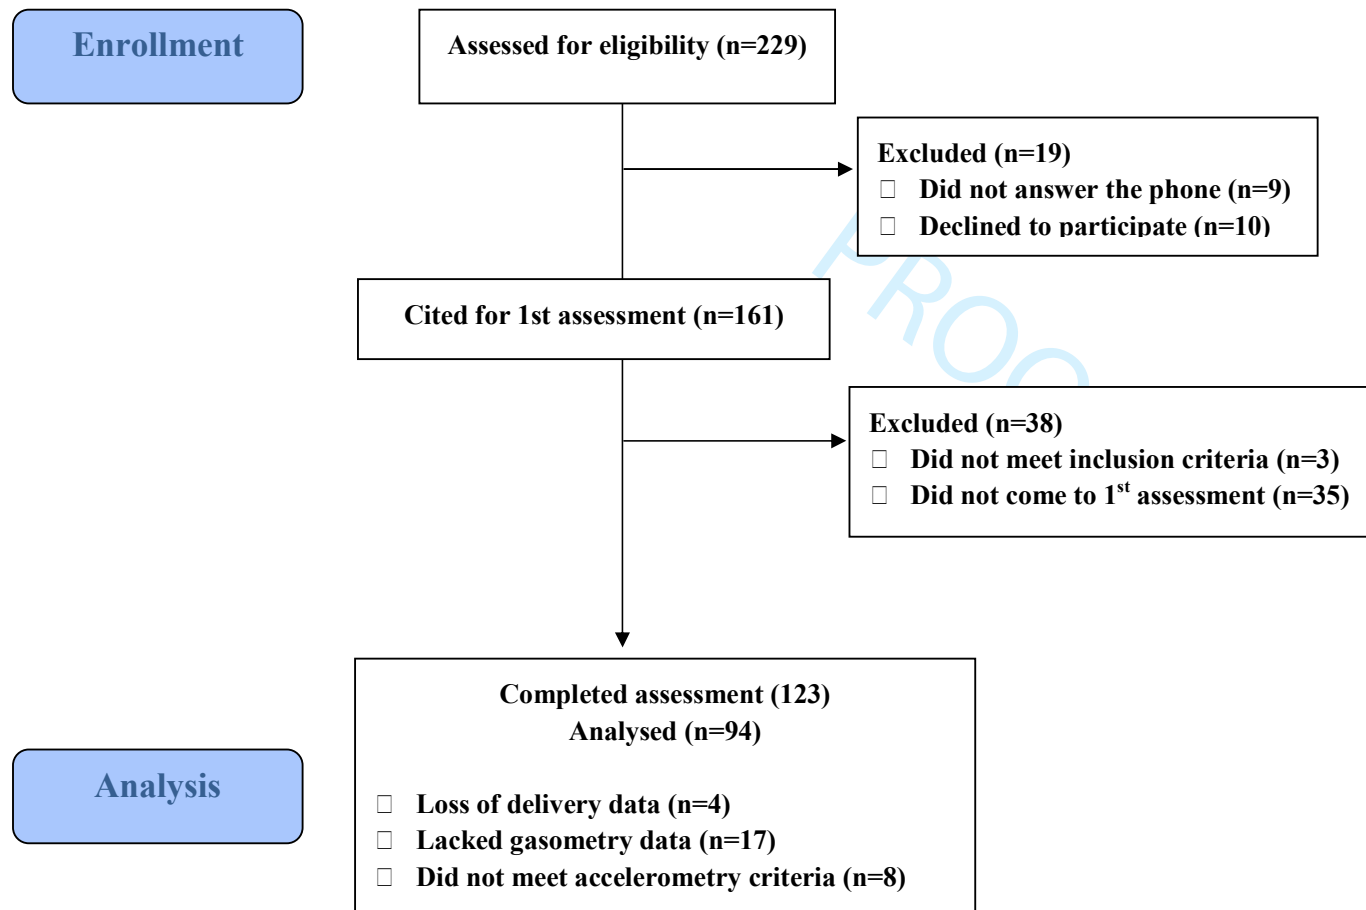 Enrollment
Assessed for eligibility (n=229)
Excluded (n=19)
□ Did not answer the phone (n=9)
□ Declined to participate (n=10)
PROO
Cited for 1st assessment (n=161)
Excluded (n=38)
□ Did not meet inclusion criteria (n=3)
□ Did not come to 1st assessment (n=35)
Completed assessment (123)
Analysed (n=94)
Analysis
□ Loss of delivery data (n=4)
□ Lacked gasometry data (n=17)
□ Did not meet accelerometry criteria (n=8)